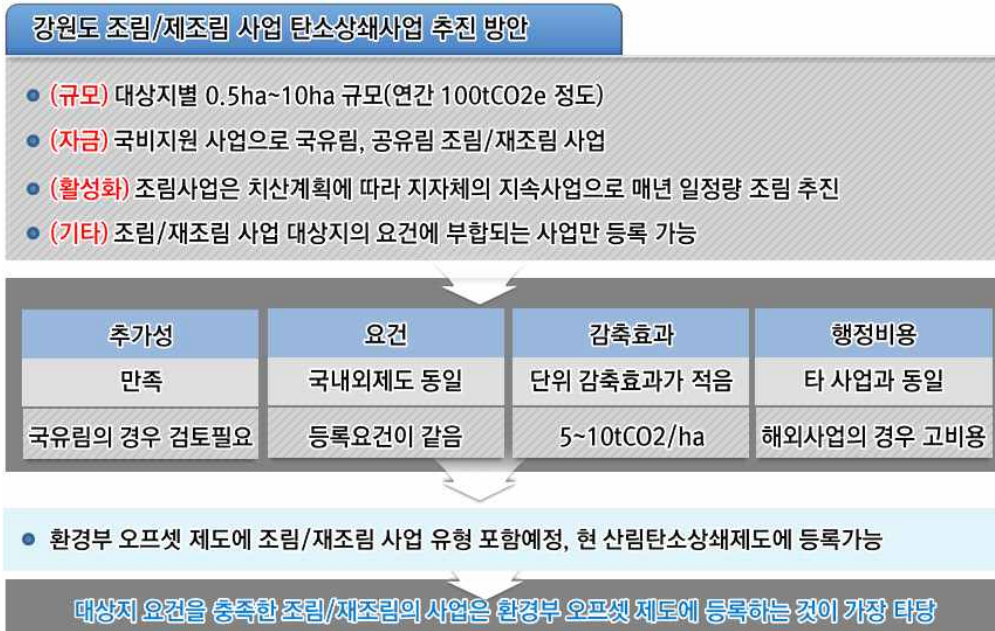 강원도 조림/제조림 사업 탄소상쇄사업 추진 방안
(규모) 대상지별 0.5ha~10ha 규모(연간 100tCO2e 정도)
(자금) 국비지원 사업으로 국유림, 공유림 조림/재조림 사업
(활성화) 조림사업은 치산계획에 따라 지자체의 지속사업으로 매년 일정량 조림 추진
(기타) 조림/재조림 사업 대상지의 요건에 부합되는 사업만 등록 가능
추가성 요건 감축효과 행정비용
만족 국내외제도 동일 단위 감축효과가 적음 타 사업과 동일
국유림의 경우 검토필요 등록요건이 같음 5~10tCO2/ha 해외사업의 경우 고비용
환경부 오프셋 제도에 조림/재조림 사업 유형 포함예정, 현 산림탄소상쇄제도에 등록가능
대상지 요건을 충족한 조림/재조림의 사업은 환경부 오프셋 제도에 등록하는 것이 가장 타당